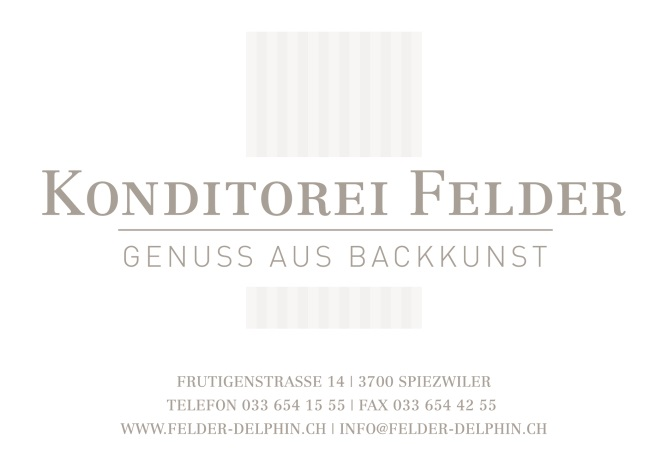 KONDITOREI FELDER
GENUSS AUS BACKKUNST
FRUTIGENSTRASSE 14 | 3700 SPIEZWILER
TELEFON 033 654 15 55 | FAX 033 654 42 55
WWW.FELDER-DELPHIN.CH | INFO@FELDER-DELPHIN.CH